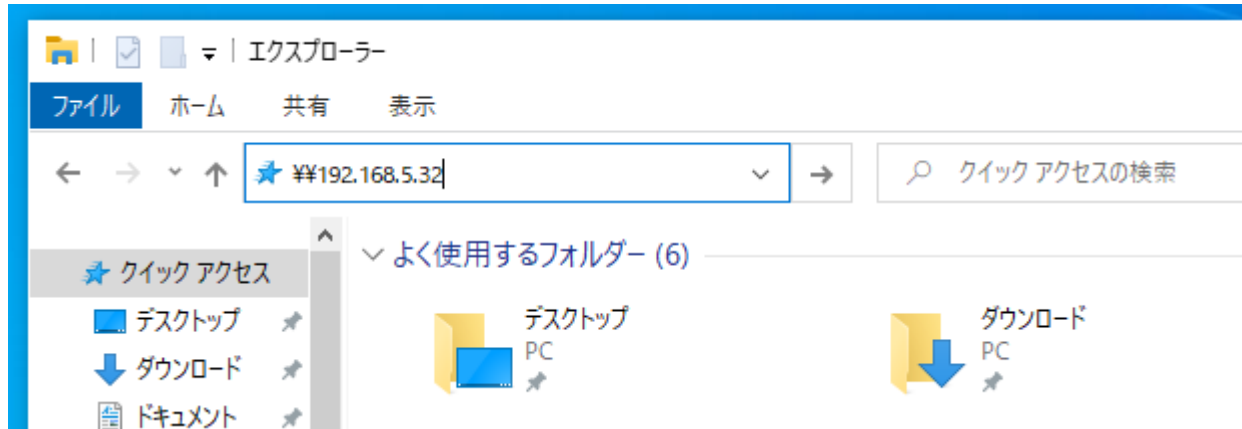 エクスプローラー
ファイル ホーム 共有 表示
¥¥192.168.5.32 クイック アクセスの検索
クイック アクセス
よく使用するフォルダー (6)
デスクトップ
ダウンロード
ドキュメント
デスクトップ
PC
ダウンロード
PC